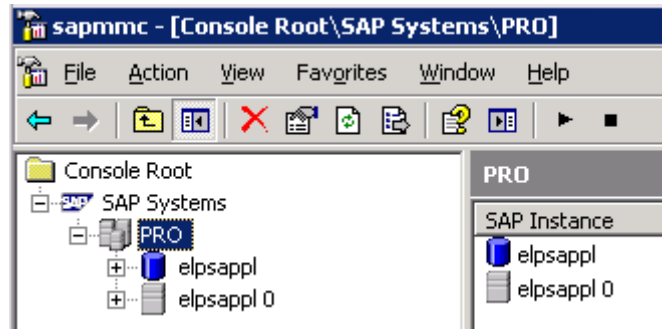 sapmmc - [Console Root\SAP Systems\PRO]
File Action View Favorites Window Help
Console Root
SAP SAP Systems
PRO
elpsappl
elpsappl 0
PRO
SAP Instance
elpsappl
elpsappl 0